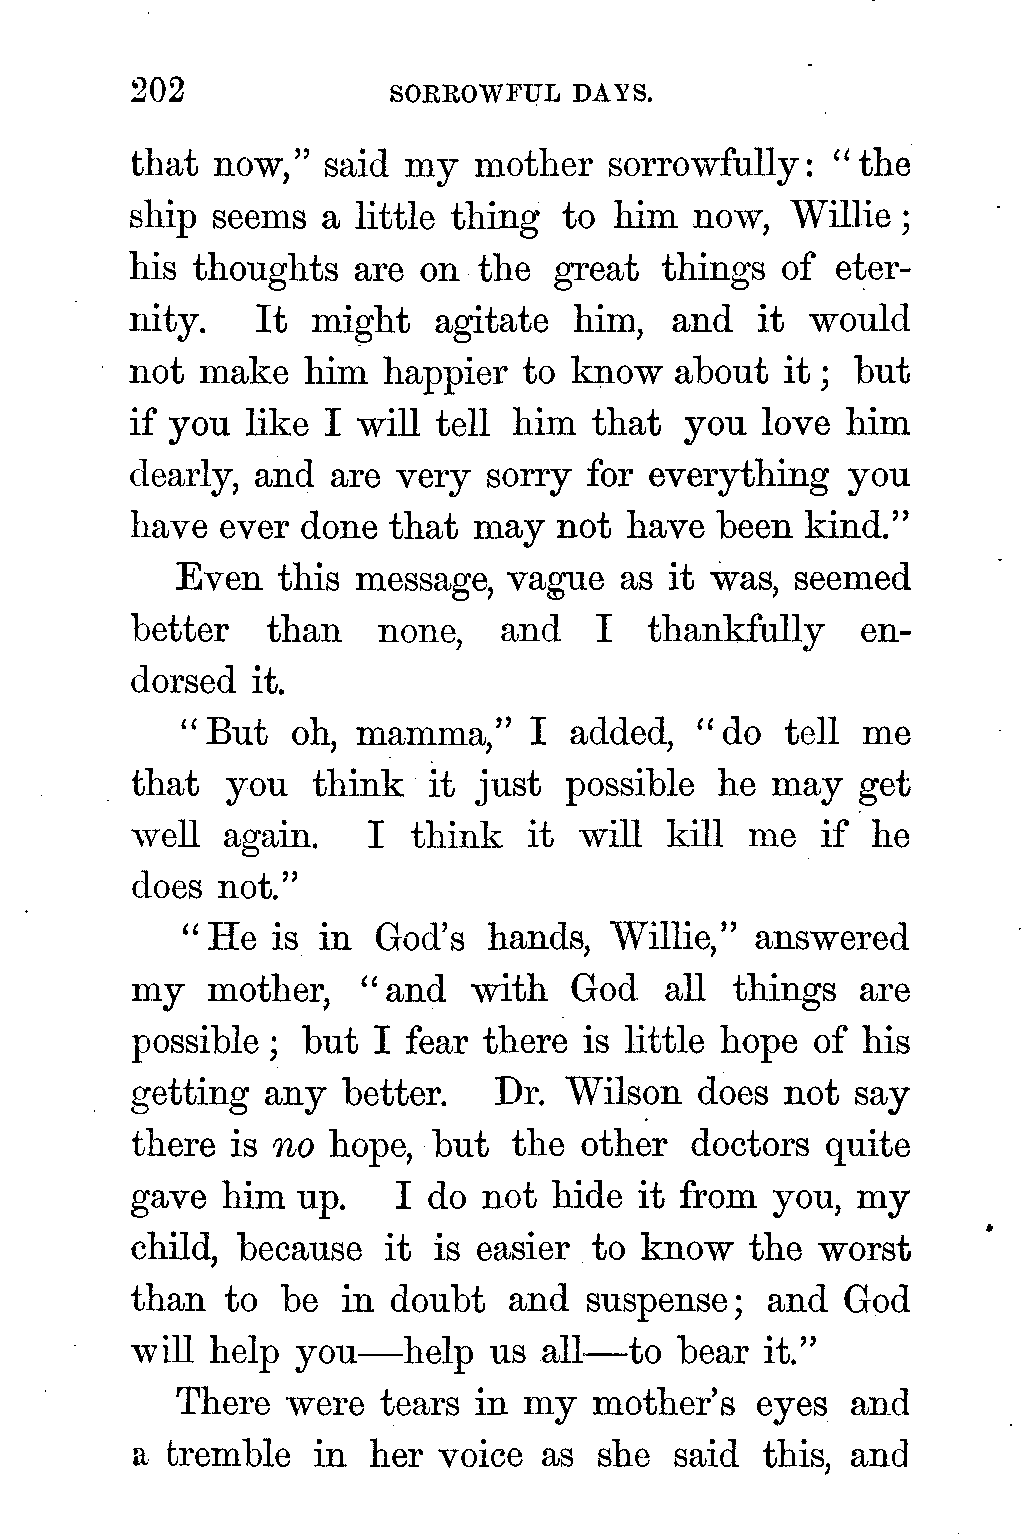 202 SORROWFUL DAYS.
that now,” said my mother sorrowfully: “the
ship seems a little thing to him now, Willie;
his thoughts are on the great things of eter-
nity. It might agitate him, and it would
not make him happier to know about it; but
if you like I will tell him that you love him
dearly, and are very sorry for everything you
have ever done that may not have been kind.”
Even this message, vague as it was, seemed
better than none, and I thankfully en-
dorsed it.
“But oh, mamma,” I added, “do tell me
that you think it just possible he may get
well again. I think it will kill me if he
does not.”
“He is in God’s hands, Willie,” answered
my mother, “and with God all things are
possible; but I fear there is little hope of his
getting any better. Dr. Wilson does not say
there is no hope, but the other doctors quite
gave him up. I do not hide it from you, my
child, because it is easier to know the worst
than to be in doubt and suspense; and God
will help you—help us all—to bear it.”
There were tears in my mother’s eyes and
a tremble in her voice as she said this, and